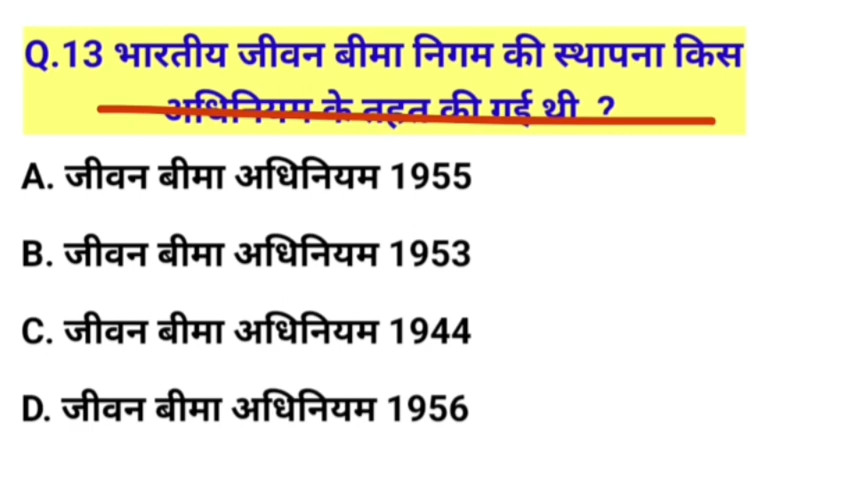 Q.13 भारतीय जीवन बीमा निगम की स्थापना किस
अधिनियम के तहत की गई थी ?
A. जीवन बीमा अधिनियम 1955
B. जीवन बीमा अधिनियम 1953
C. जीवन बीमा अधिनियम 1944
D. जीवन बीमा अधिनियम 1956